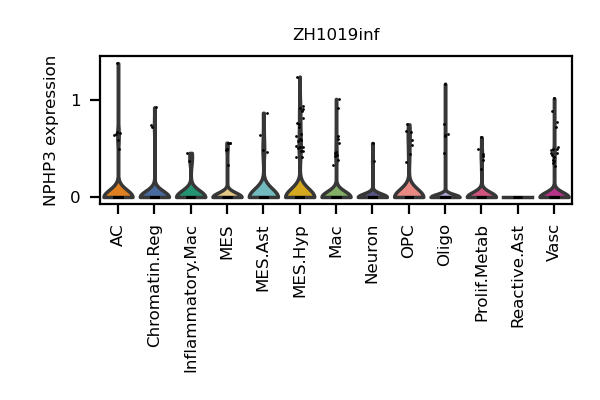 ZH1019inf
NPHP3 expression
1
0
AC
Chromatin.Reg
Inflammatory.Mac
MES
MES.Ast
MES.Hyp
Mac
Neuron
OPC
Oligo
Prolif.Metab
Reactive.Ast
Vasc